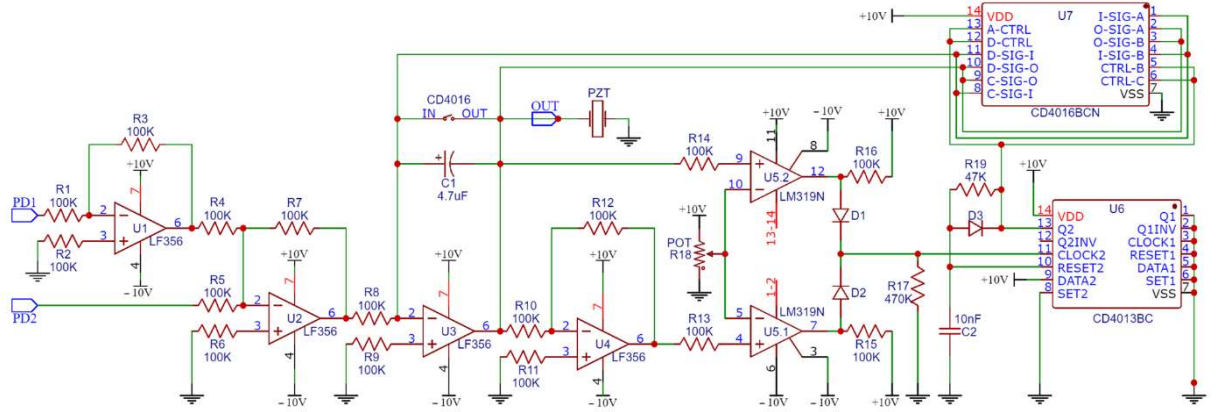 PD1
R1
100K
R2
100K
R3
100K
+10V
7
2
3
6
4
U1
LF356
−10V
PD2
R4
100K
R5
100K
R6
100K
R7
100K
+10V
7
2
3
6
4
U2
LF356
−10V
R8
100K
R9
100K
CD4016
IN
OUT
C1
4.7uF
+10V
7
2
3
6
4
U3
LF356
−10V
OUT
PZT
R10
100K
R11
100K
R12
100K
+10V
7
2
3
6
4
U4
LF356
−10V
R13
100K
R14
100K
+10V
POT
R18
+10V
11
−10V
8
9
10
12
U5.2
LM319N
13-14
+10V
R16
100K
D1
D2
1-2
LM319N
5
4
7
U5.1
6
3
−10V
−10V
R15
100K
+10V
R17
470K
10nF
C2
R19
47K
D3
+10V
+10V
U6
14 VDD
13 Q2
12 Q2INV
11 CLOCK2
10 RESET2
9 DATA2
8 SET2
Q1 1
Q1INV 2
CLOCK1 3
RESET1 4
DATA1 5
SET1 6
VSS 7
CD4013BC
+10V
U7
14 VDD
13 A-CTRL
12 D-CTRL
11 D-SIG-I
10 D-SIG-O
9 C-SIG-O
8 C-SIG-I
I-SIG-A 1
O-SIG-A 2
O-SIG-B 3
I-SIG-B 4
CTRL-B 5
CTRL-C 6
VSS 7
CD4016BCN